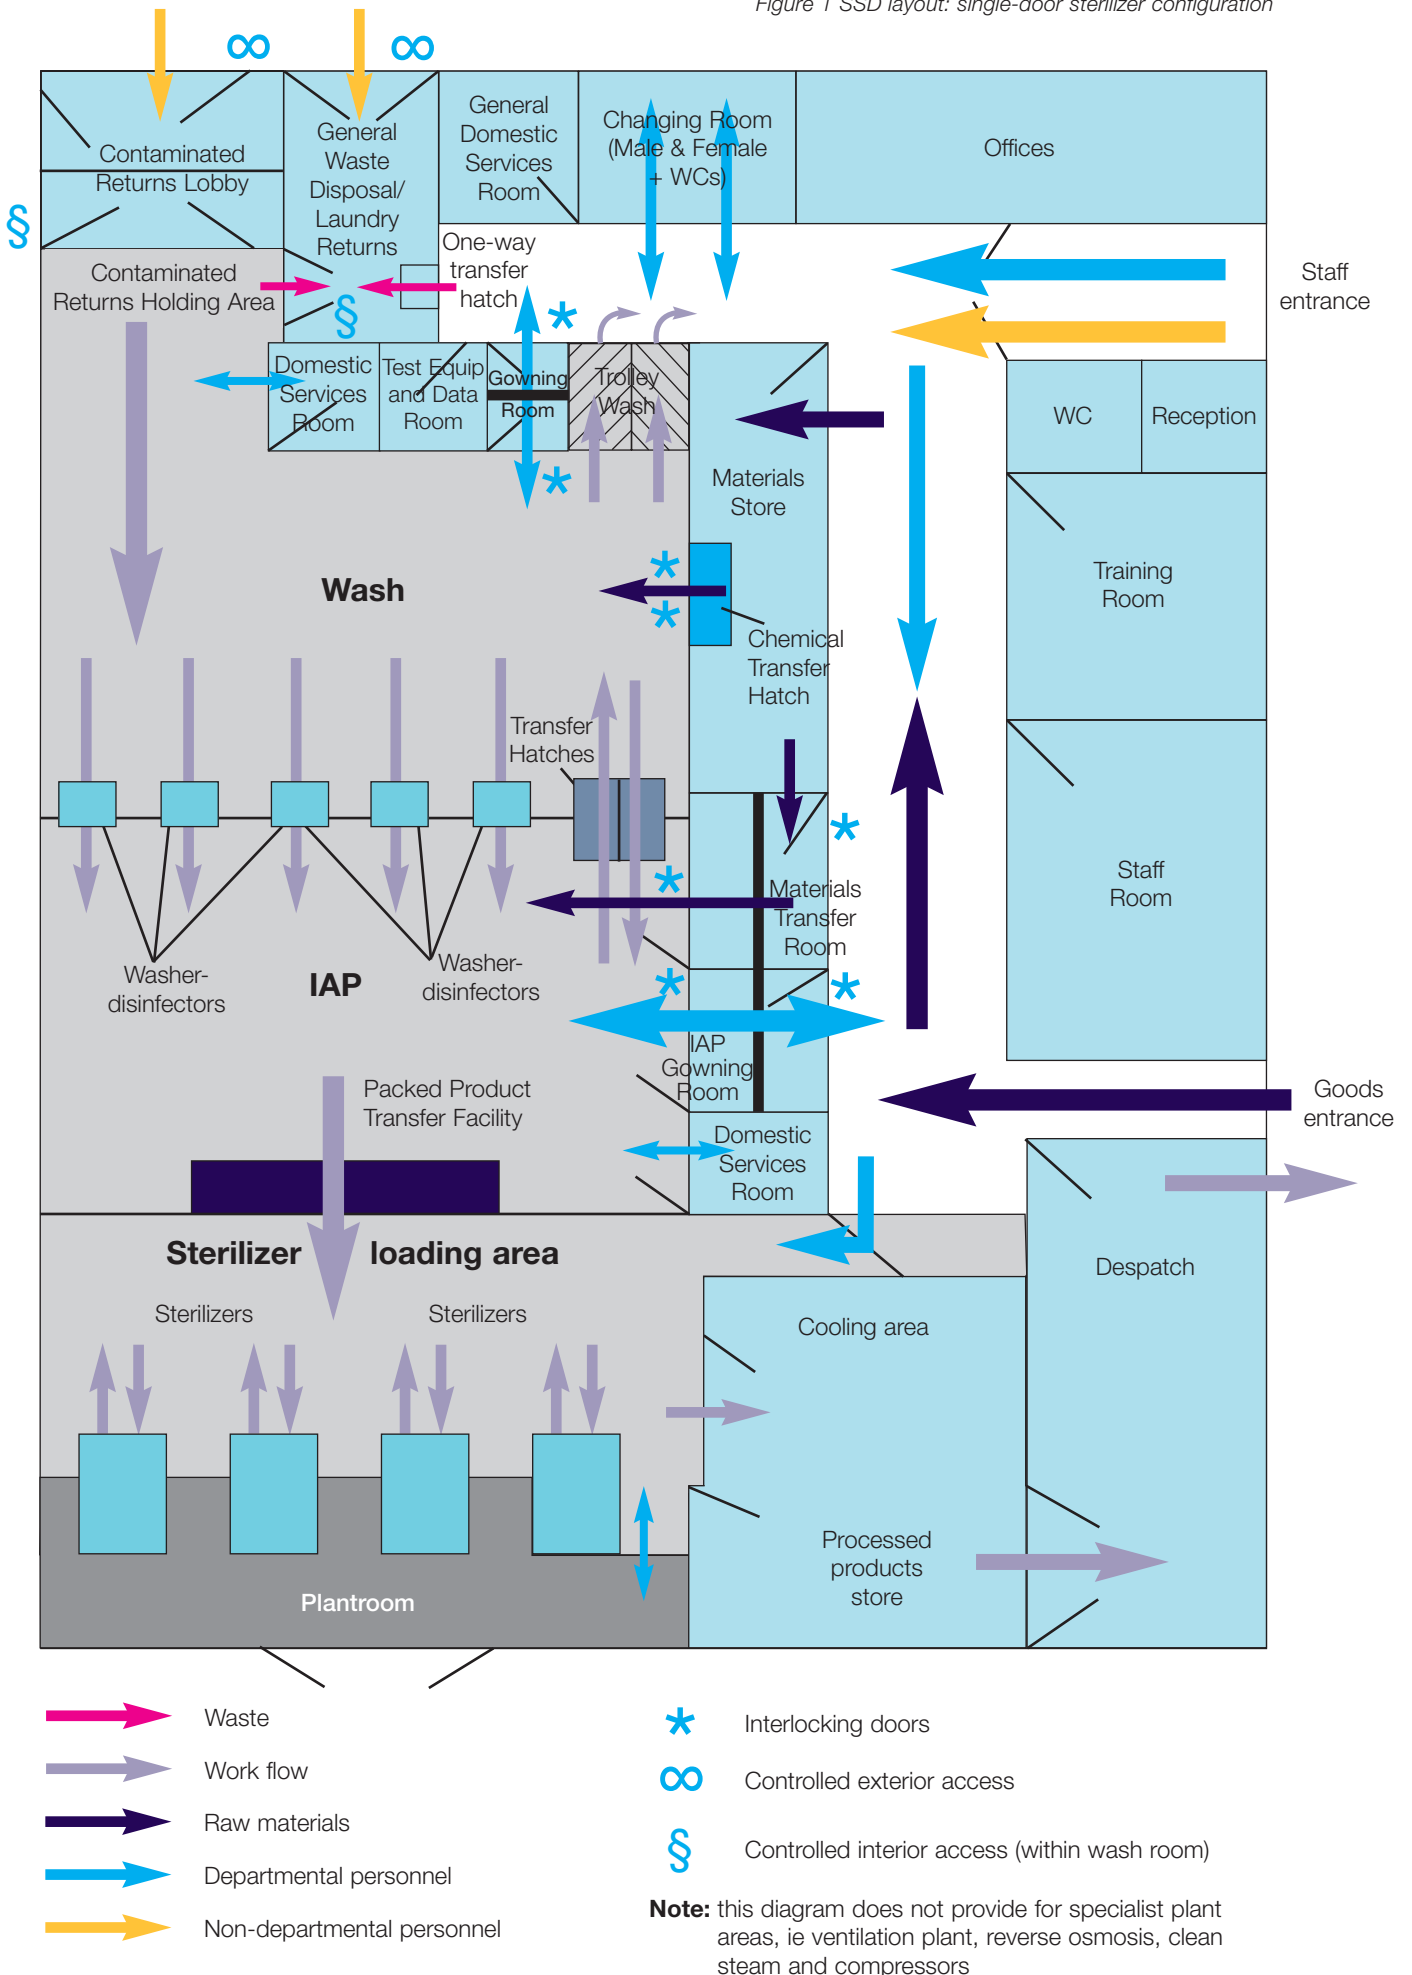 Figure 1 SSD layout: single-door sterilizer configuration
∞
∞
Contaminated
Returns Lobby
General
Waste
Disposal/
Laundry
Returns
General
Domestic
Services
Room
Changing Room
(Male & Female
+ WCs)
Offices
§
Contaminated
Returns Holding Area
§
One-way
transfer
hatch
*
Staff
entrance
Domestic
Services
Room
Test Equip
and Data
Room
Gowning
Room
*
Trolley
Wash
Materials
Store
WC
Reception
Training
Room
Wash
*
*
Chemical
Transfer
Hatch
Transfer
Hatches
*
*
Materials
Transfer
Room
Staff
Room
Washer-
disinfectors
IAP
Washer-
disinfectors
*
*
IAP
Gowning
Room
Packed Product
Transfer Facility
Goods
entrance
Domestic
Services
Room
Sterilizer loading area
Sterilizers
Sterilizers
Cooling area
Despatch
Processed
products
store
Plantroom
Waste
Work flow
Raw materials
Departmental personnel
Non-departmental personnel
* Interlocking doors
∞ Controlled exterior access
§ Controlled interior access (within wash room)
Note: this diagram does not provide for specialist plant
areas, ie ventilation plant, reverse osmosis, clean
steam and compressors